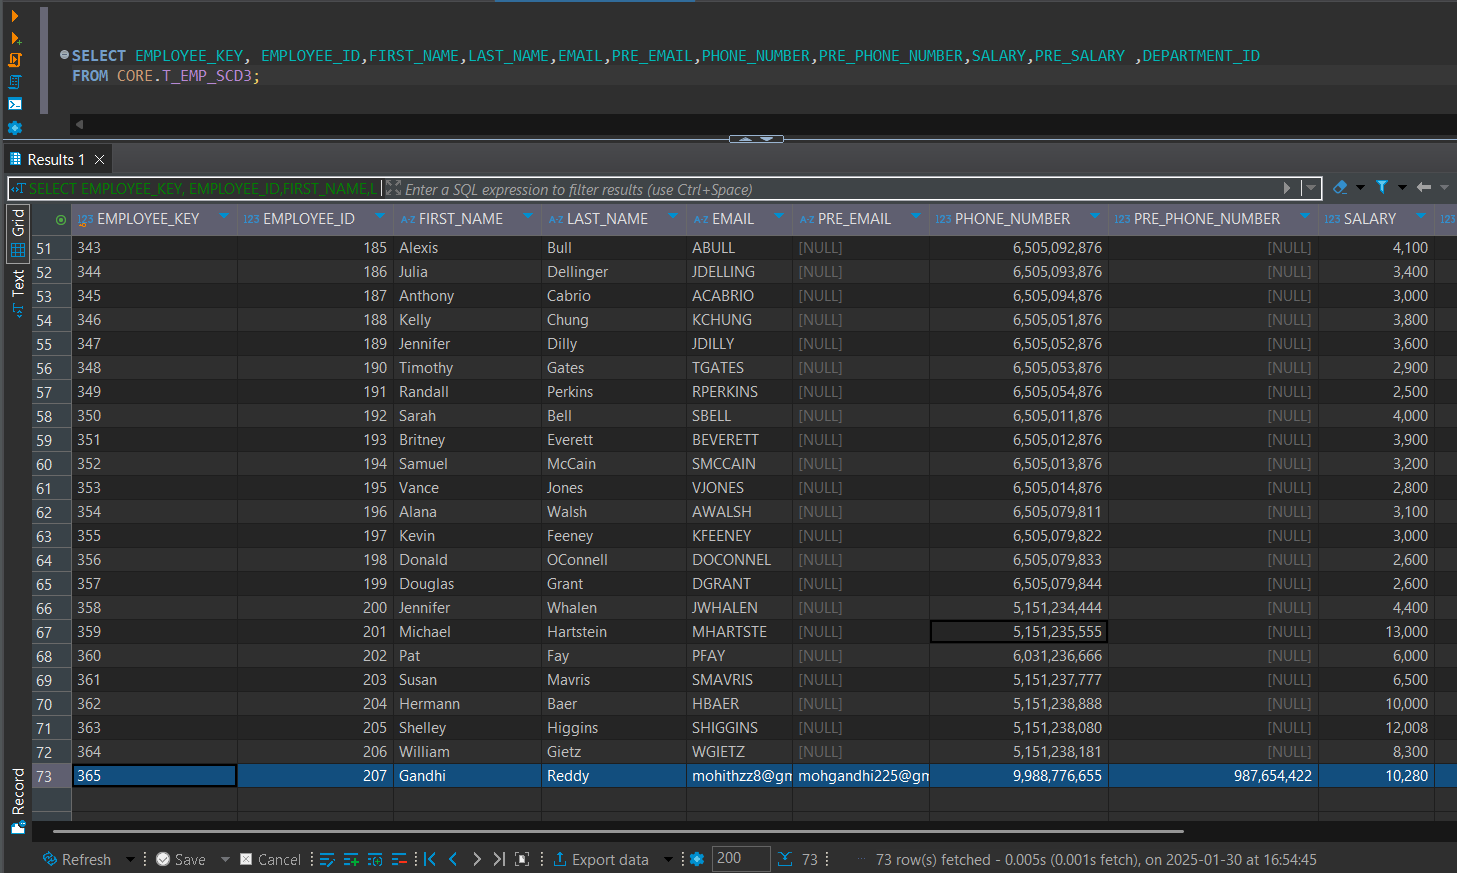 SELECT EMPLOYEE_KEY, EMPLOYEE_ID,FIRST_NAME,LAST_NAME,EMAIL,PRE_EMAIL,PHONE_NUMBER,PRE_PHONE_NUMBER,SALARY,PRE_SALARY ,DEPARTMENT_ID
FROM CORE.T_EMP_SCD3;
Results 1
SELECT EMPLOYEE_KEY, EMPLOYEE_ID,FIRST_NAME,L Enter a SQL expression to filter results (use Ctrl+Space)
Grid
Text
Record
123 EMPLOYEE_KEY 123 EMPLOYEE_ID A-Z FIRST_NAME A-Z LAST_NAME A-Z EMAIL A-Z PRE_EMAIL 123 PHONE_NUMBER 123 PRE_PHONE_NUMBER 123 SALARY 123
51 343 185 Alexis Bull ABULL [NULL] 6,505,092,876 [NULL] 4,100
52 344 186 Julia Dellinger JDELLING [NULL] 6,505,093,876 [NULL] 3,400
53 345 187 Anthony Cabrio ACABRIO [NULL] 6,505,094,876 [NULL] 3,000
54 346 188 Kelly Chung KCHUNG [NULL] 6,505,051,876 [NULL] 3,800
55 347 189 Jennifer Dilly JDILLY [NULL] 6,505,052,876 [NULL] 3,600
56 348 190 Timothy Gates TGATES [NULL] 6,505,053,876 [NULL] 2,900
57 349 191 Randall Perkins RPERKINS [NULL] 6,505,054,876 [NULL] 2,500
58 350 192 Sarah Bell SBELL [NULL] 6,505,011,876 [NULL] 4,000
59 351 193 Britney Everett BEVERETT [NULL] 6,505,012,876 [NULL] 3,900
60 352 194 Samuel McCain SMCCAIN [NULL] 6,505,013,876 [NULL] 3,200
61 353 195 Vance Jones VJONES [NULL] 6,505,014,876 [NULL] 2,800
62 354 196 Alana Walsh AWALSH [NULL] 6,505,079,811 [NULL] 3,100
63 355 197 Kevin Feeney KFEENEY [NULL] 6,505,079,822 [NULL] 3,000
64 356 198 Donald OConnell DOCONNEL [NULL] 6,505,079,833 [NULL] 2,600
65 357 199 Douglas Grant DGRANT [NULL] 6,505,079,844 [NULL] 2,600
66 358 200 Jennifer Whalen JWHALEN [NULL] 5,151,234,444 [NULL] 4,400
67 359 201 Michael Hartstein MHARTSTE [NULL] 5,151,235,555 [NULL] 13,000
68 360 202 Pat Fay PFAY [NULL] 6,031,236,666 [NULL] 6,000
69 361 203 Susan Mavris SMAVRIS [NULL] 5,151,237,777 [NULL] 6,500
70 362 204 Hermann Baer HBAER [NULL] 5,151,238,888 [NULL] 10,000
71 363 205 Shelley Higgins SHIGGINS [NULL] 5,151,238,080 [NULL] 12,008
72 364 206 William Gietz WGIETZ [NULL] 5,151,238,181 [NULL] 8,300
73 365 207 Gandhi Reddy mohithzz8@gm mohgandhi225@gm 9,988,776,655 987,654,422 10,280
Refresh Save Cancel Export data 200 73 73 row(s) fetched - 0.005s (0.001s fetch), on 2025-01-30 at 16:54:45